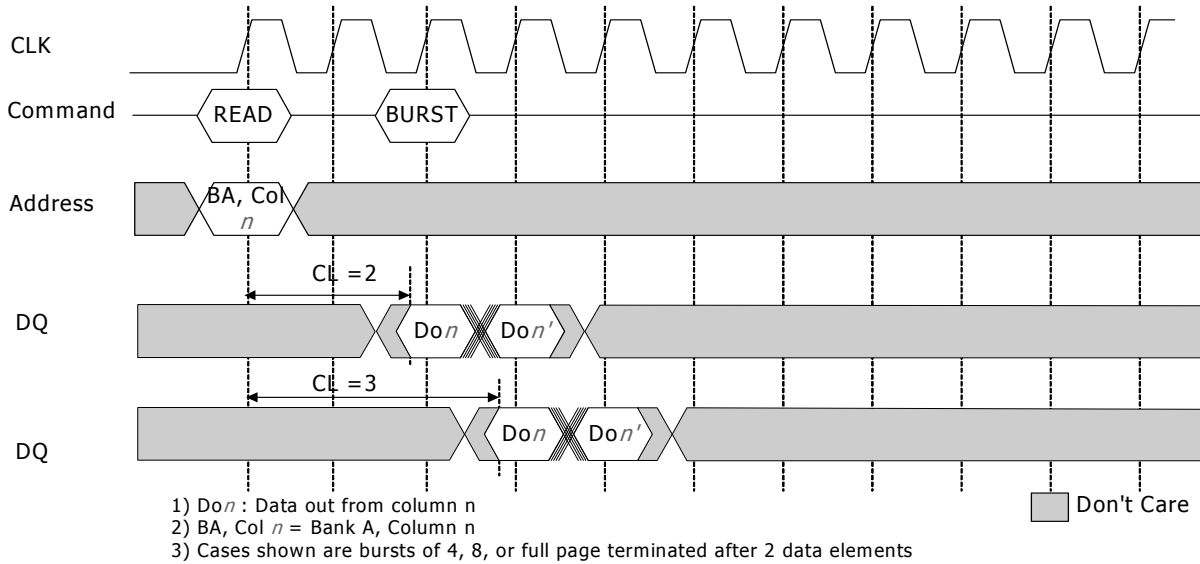 CLK
Command
READ
BURST
Address
BA, Col
n
CL =2
DQ
Don
Don'
CL =3
DQ
Don
Don'
1) Don : Data out from column n
2) BA, Col n = Bank A, Column n
3) Cases shown are bursts of 4, 8, or full page terminated after 2 data elements
Don't Care